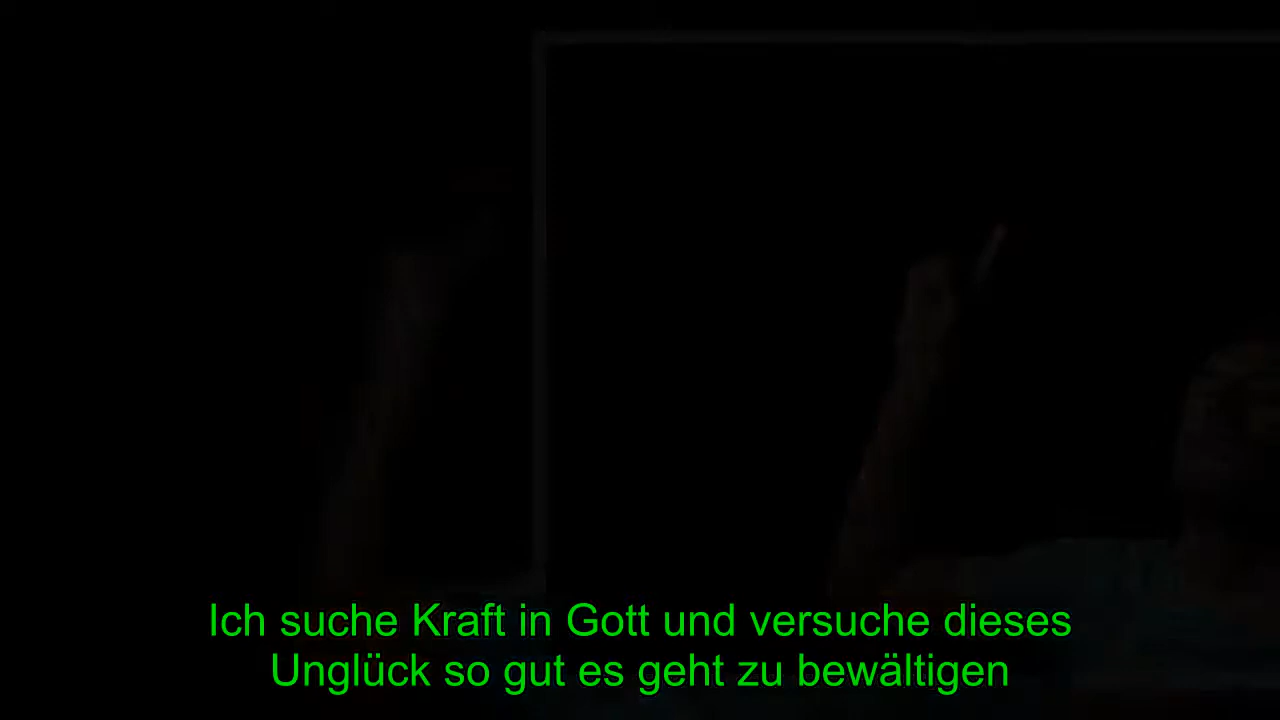 Ich suche Kraft in Gott und versuche dieses
Unglück so gut es geht zu bewältigen